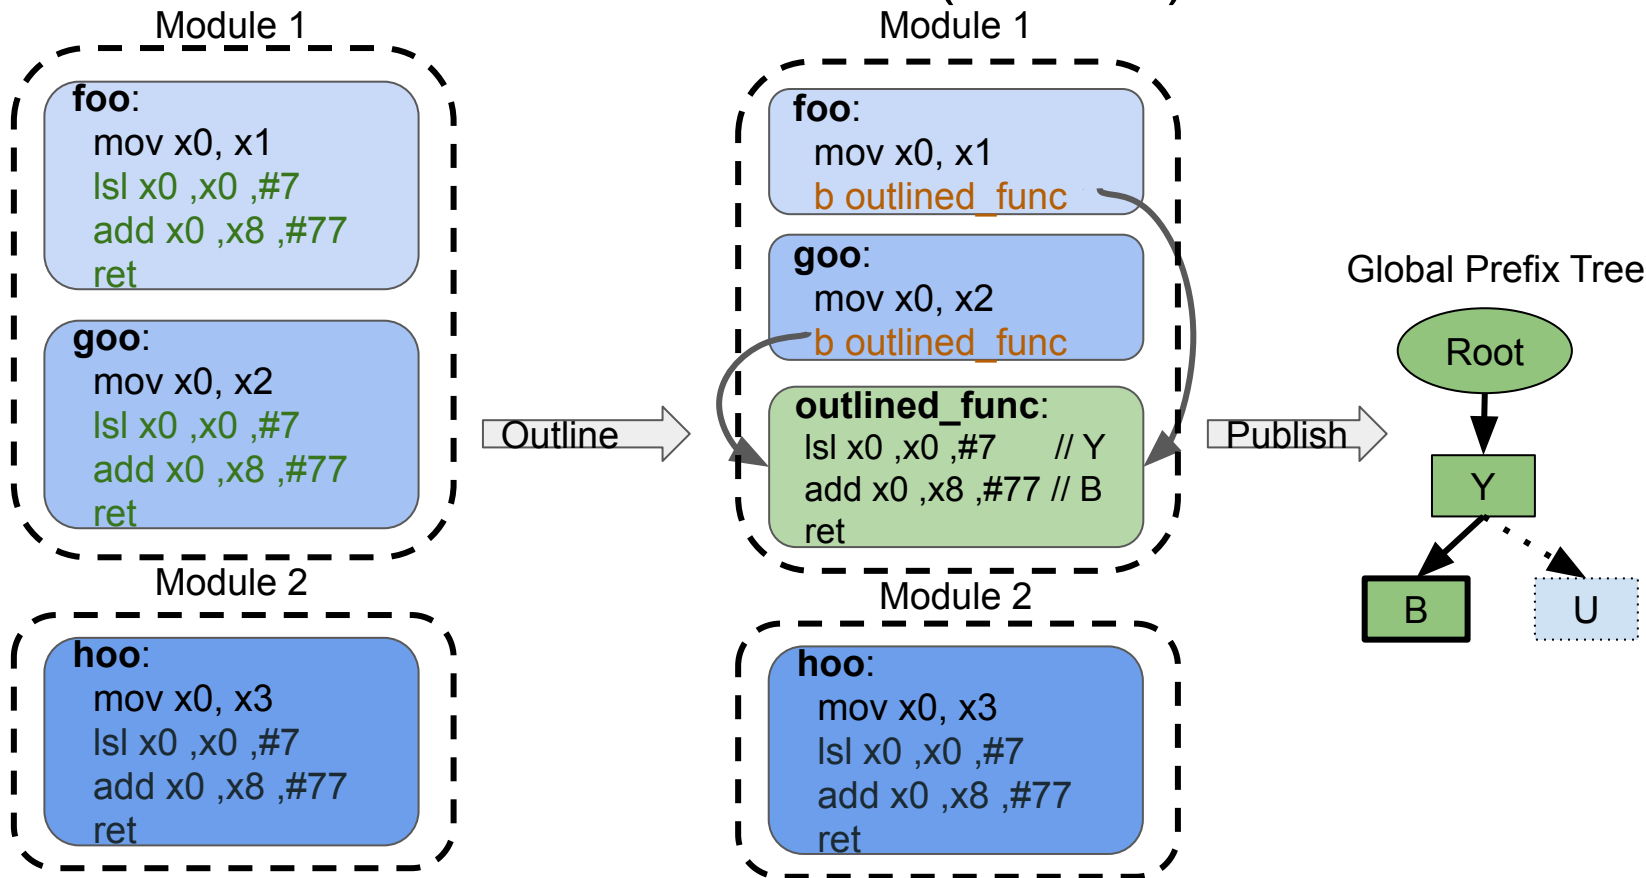 Module 1
foo:
mov x0, x1
lsl x0 ,x0 ,#7
add x0 ,x8 ,#77
ret
goo:
mov x0, x2
lsl x0 ,x0 ,#7
add x0 ,x8 ,#77
ret
Module 2
hoo:
mov x0, x3
lsl x0 ,x0 ,#7
add x0 ,x8 ,#77
ret
Outline
Module 1
foo:
mov x0, x1
b outlined_func
goo:
mov x0, x2
b outlined_func
outlined_func:
lsl x0 ,x0 ,#7 // Y
add x0 ,x8 ,#77 // B
ret
Module 2
hoo:
mov x0, x3
lsl x0 ,x0 ,#7
add x0 ,x8 ,#77
ret
Publish
Global Prefix Tree
Root
Y
B
U